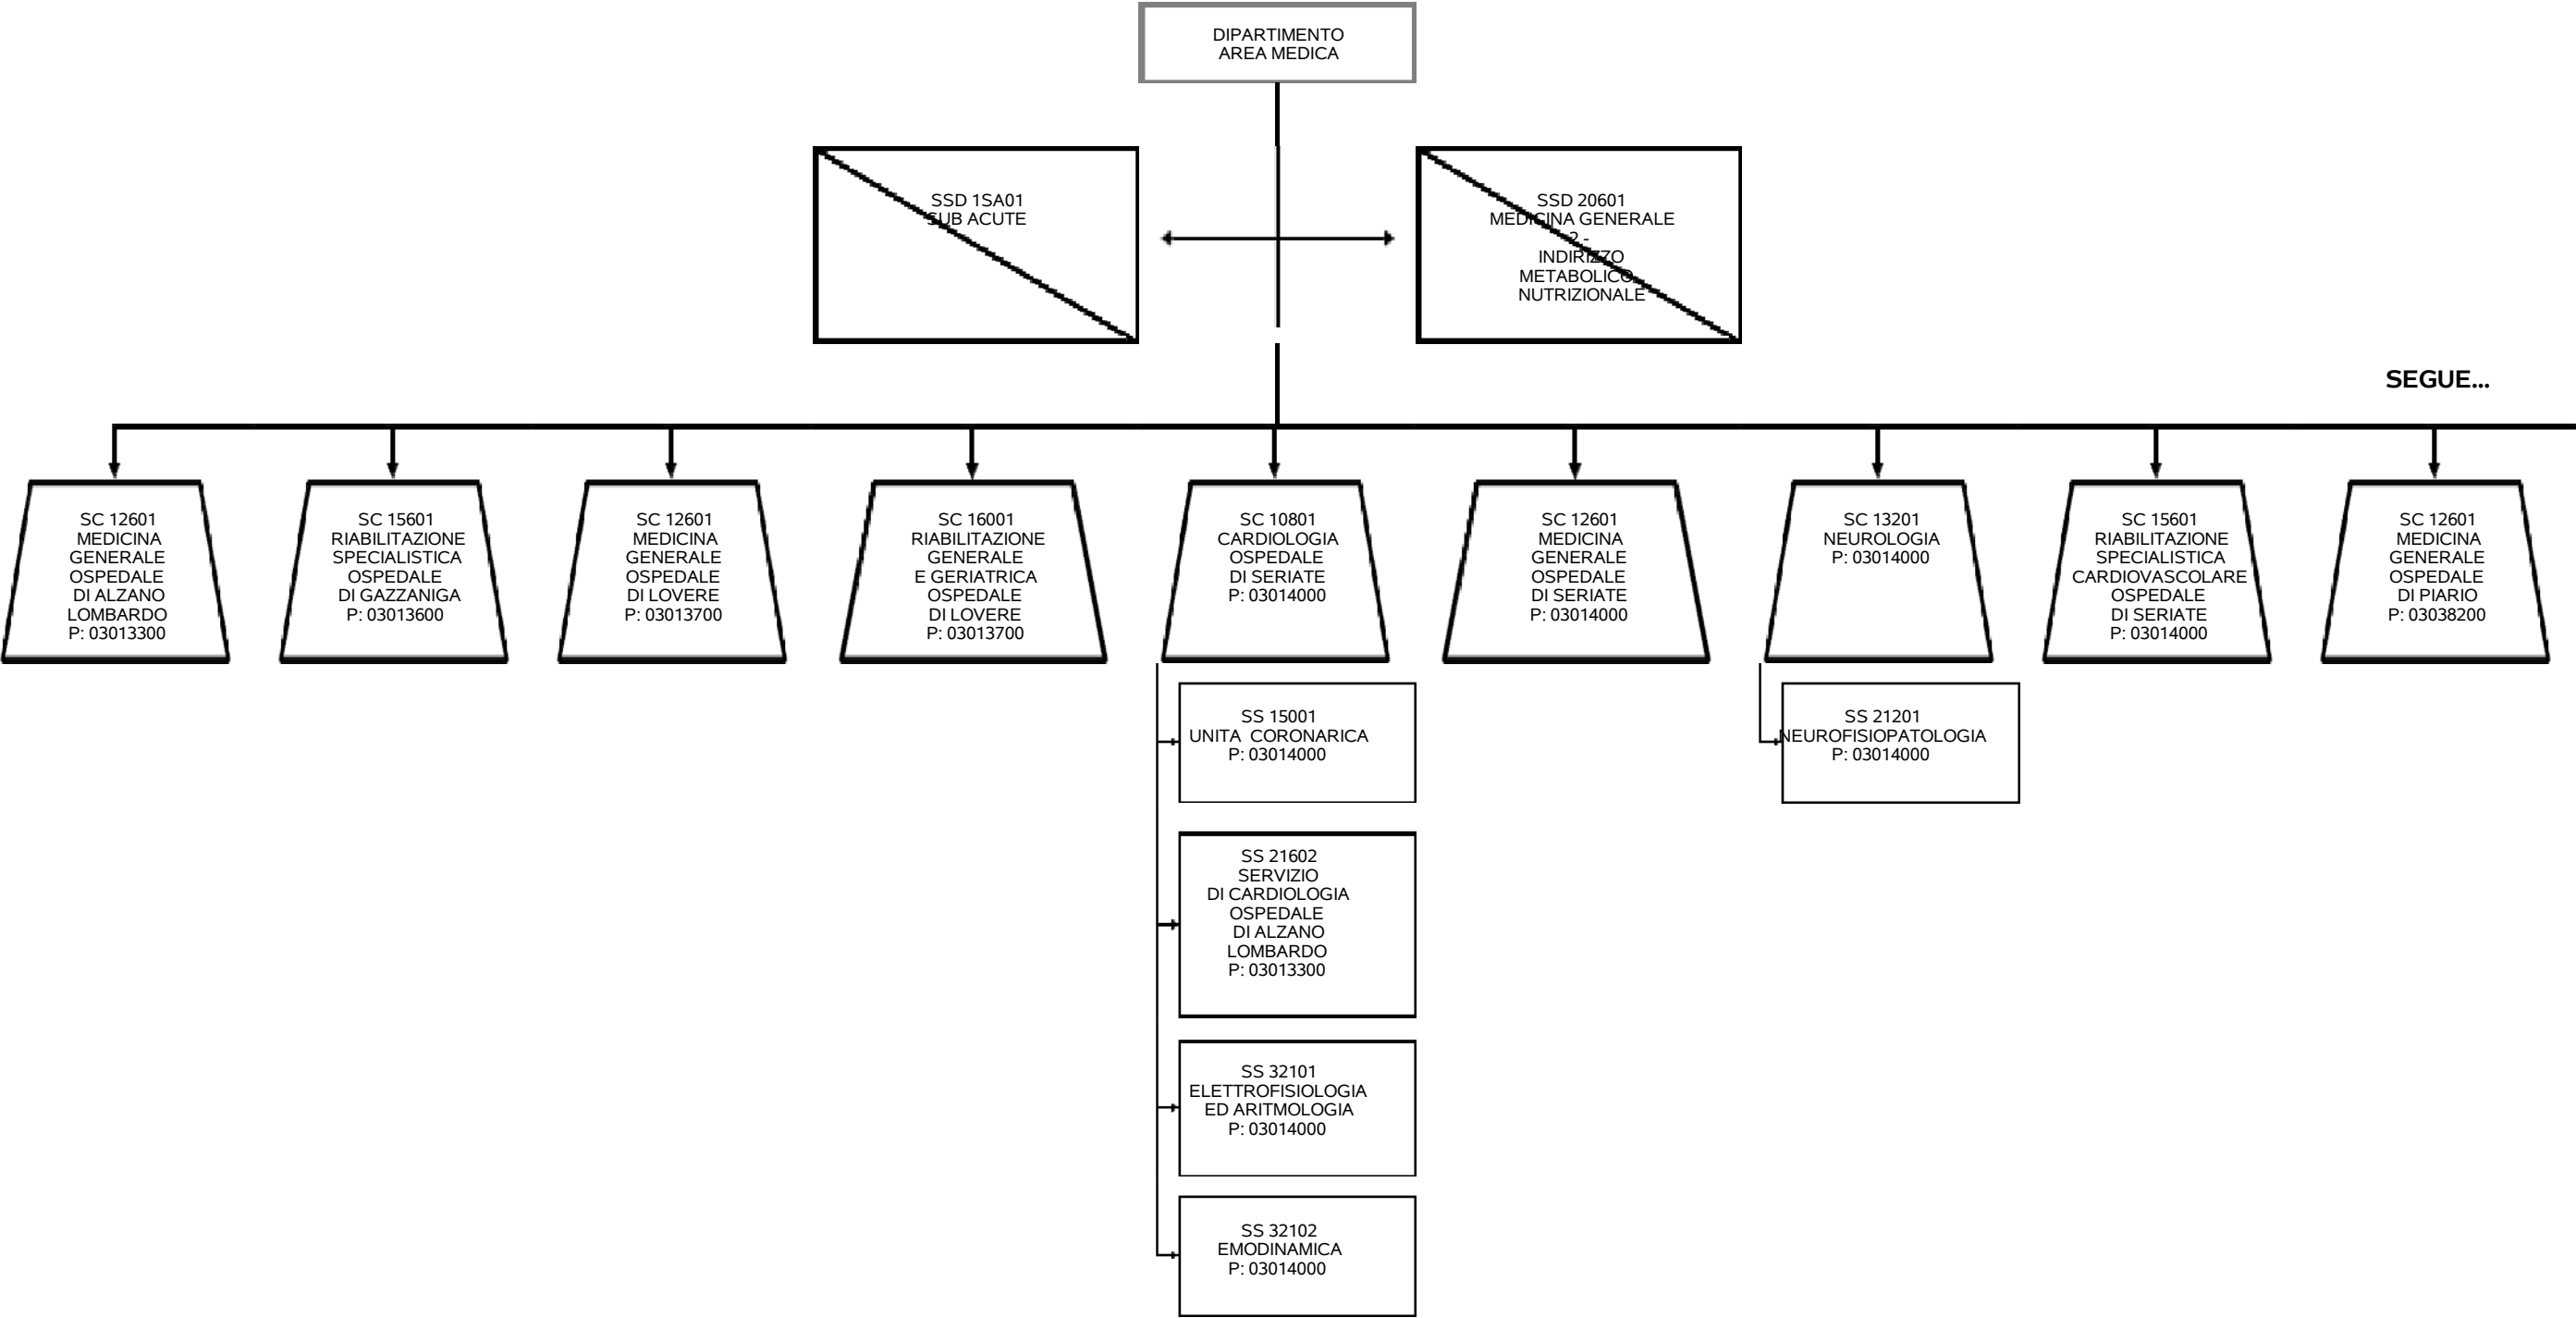 DIPARTIMENTO
AREA MEDICA
SSD 1SA01
SUB ACUTE
SSD 20601
MEDICINA GENERALE
2 -
INDIRIZZO
METABOLICO
NUTRIZIONALE
SEGUE...
SC 12601
MEDICINA
GENERALE
OSPEDALE
DI ALZANO
LOMBARDO
P: 03013300
SC 15601
RIABILITAZIONE
SPECIALISTICA
OSPEDALE
DI GAZZANIGA
P: 03013600
SC 12601
MEDICINA
GENERALE
OSPEDALE
DI LOVERE
P: 03013700
SC 16001
RIABILITAZIONE
GENERALE
E GERIATRICA
OSPEDALE
DI LOVERE
P: 03013700
SC 10801
CARDIOLOGIA
OSPEDALE
DI SERIATE
P: 03014000
SC 12601
MEDICINA
GENERALE
OSPEDALE
DI SERIATE
P: 03014000
SC 13201
NEUROLOGIA
P: 03014000
SC 15601
RIABILITAZIONE
SPECIALISTICA
CARDIOVASCOLARE
OSPEDALE
DI SERIATE
P: 03014000
SC 12601
MEDICINA
GENERALE
OSPEDALE
DI PIARIO
P: 03038200
SS 15001
UNITA  CORONARICA
P: 03014000
SS 21201
NEUROFISIOPATOLOGIA
P: 03014000
SS 21602
SERVIZIO
DI CARDIOLOGIA
OSPEDALE
DI ALZANO
LOMBARDO
P: 03013300
SS 32101
ELETTROFISIOLOGIA
ED ARITMOLOGIA
P: 03014000
SS 32102
EMODINAMICA
P: 03014000